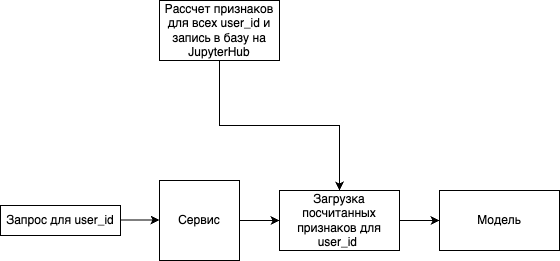 Рассчет признаков
для всех user_id и
запись в базу на
JupyterHub
Запрос для user_id
Сервис
Загрузка
посчитанных
признаков для
user_id
Модель